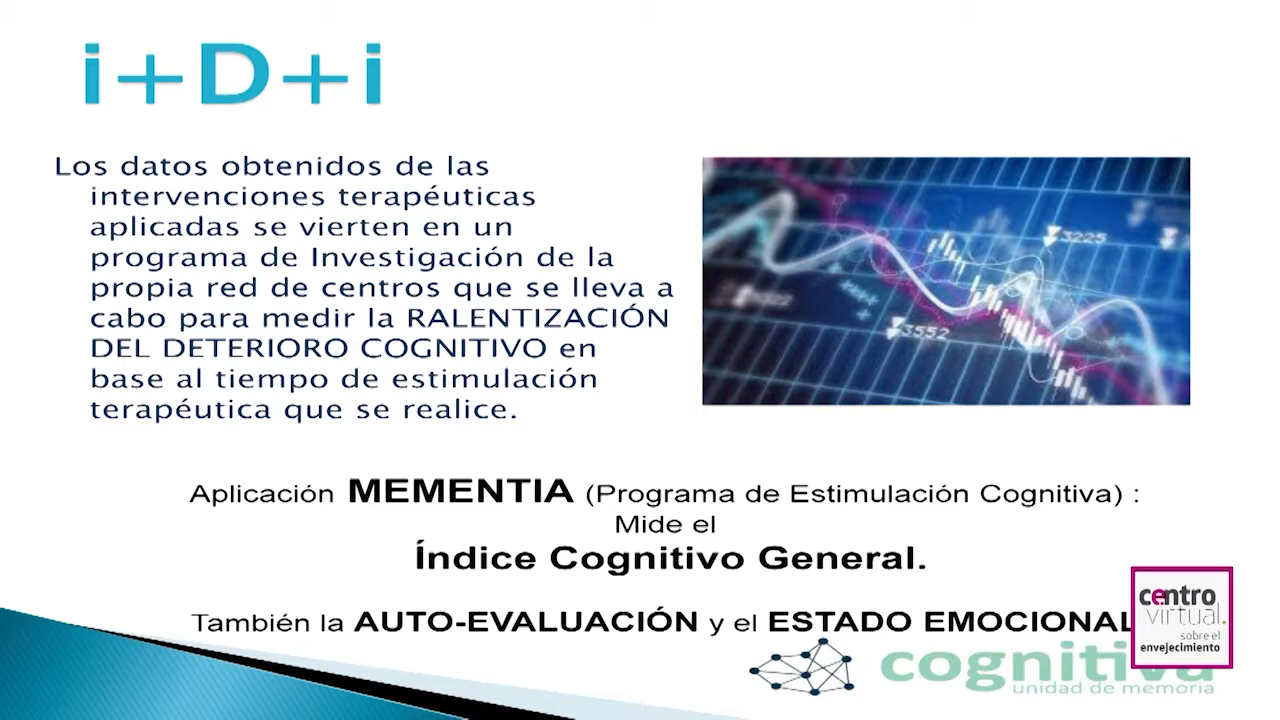 i+D+i
Los datos obtenidos de las
intervenciones terapéuticas
aplicadas se vierten en un
programa de Investigación de la
propia red de centros que se lleva a
cabo para medir la RALENTIZACIÓN
DEL DETERIORO COGNITIVO en
base al tiempo de estimulación
terapéutica que se realice.
3225
3552
Aplicación MEMENTIA (Programa de Estimulación Cognitiva) :
Mide el
Índice Cognitivo General.
También la AUTO-EVALUACIÓN y el ESTADO EMOCIONAL
centro
virtual.
sobre el
envejecimiento
cognitiva
unidad de memoria